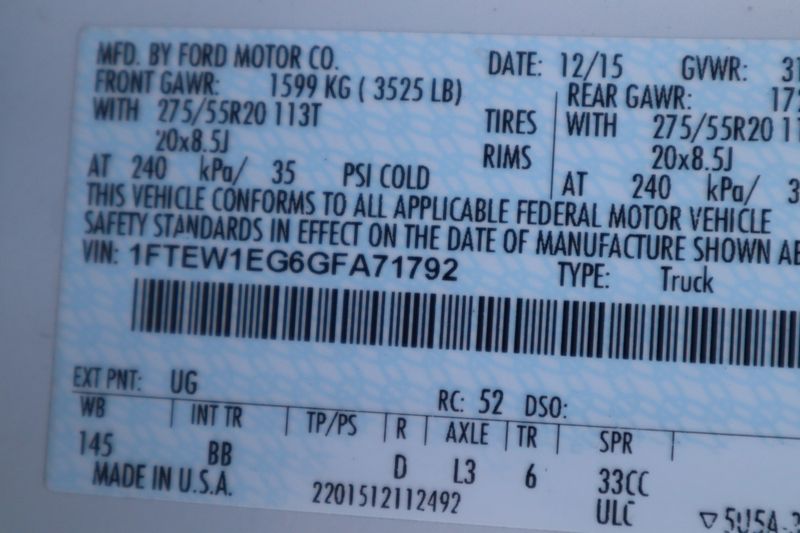 MFD. BY FORD MOTOR CO. DATE: 12/15 GVWR:
FRONT GAWR: 1599 KG ( 3525 LB) REAR GAWR:
WITH 275/55R20 113T TIRES WITH 275/55R20
20x8.5J RIMS 20x8.5J
AT 240 kPa/ 35 PSI COLD AT 240 kPa/
THIS VEHICLE CONFORMS TO ALL APPLICABLE FEDERAL MOTOR VEHICLE
SAFETY STANDARDS IN EFFECT ON THE DATE OF MANUFACTURE SHOWN
VIN: 1FTEW1EG6GFA71792 TYPE: Truck
EXT PNT: UG RC: 52 DSO:
WB INT TR TP/PS R AXLE TR SPR
145 BB D L3 6 33CC
MADE IN U.S.A. 2201512112492 ULC